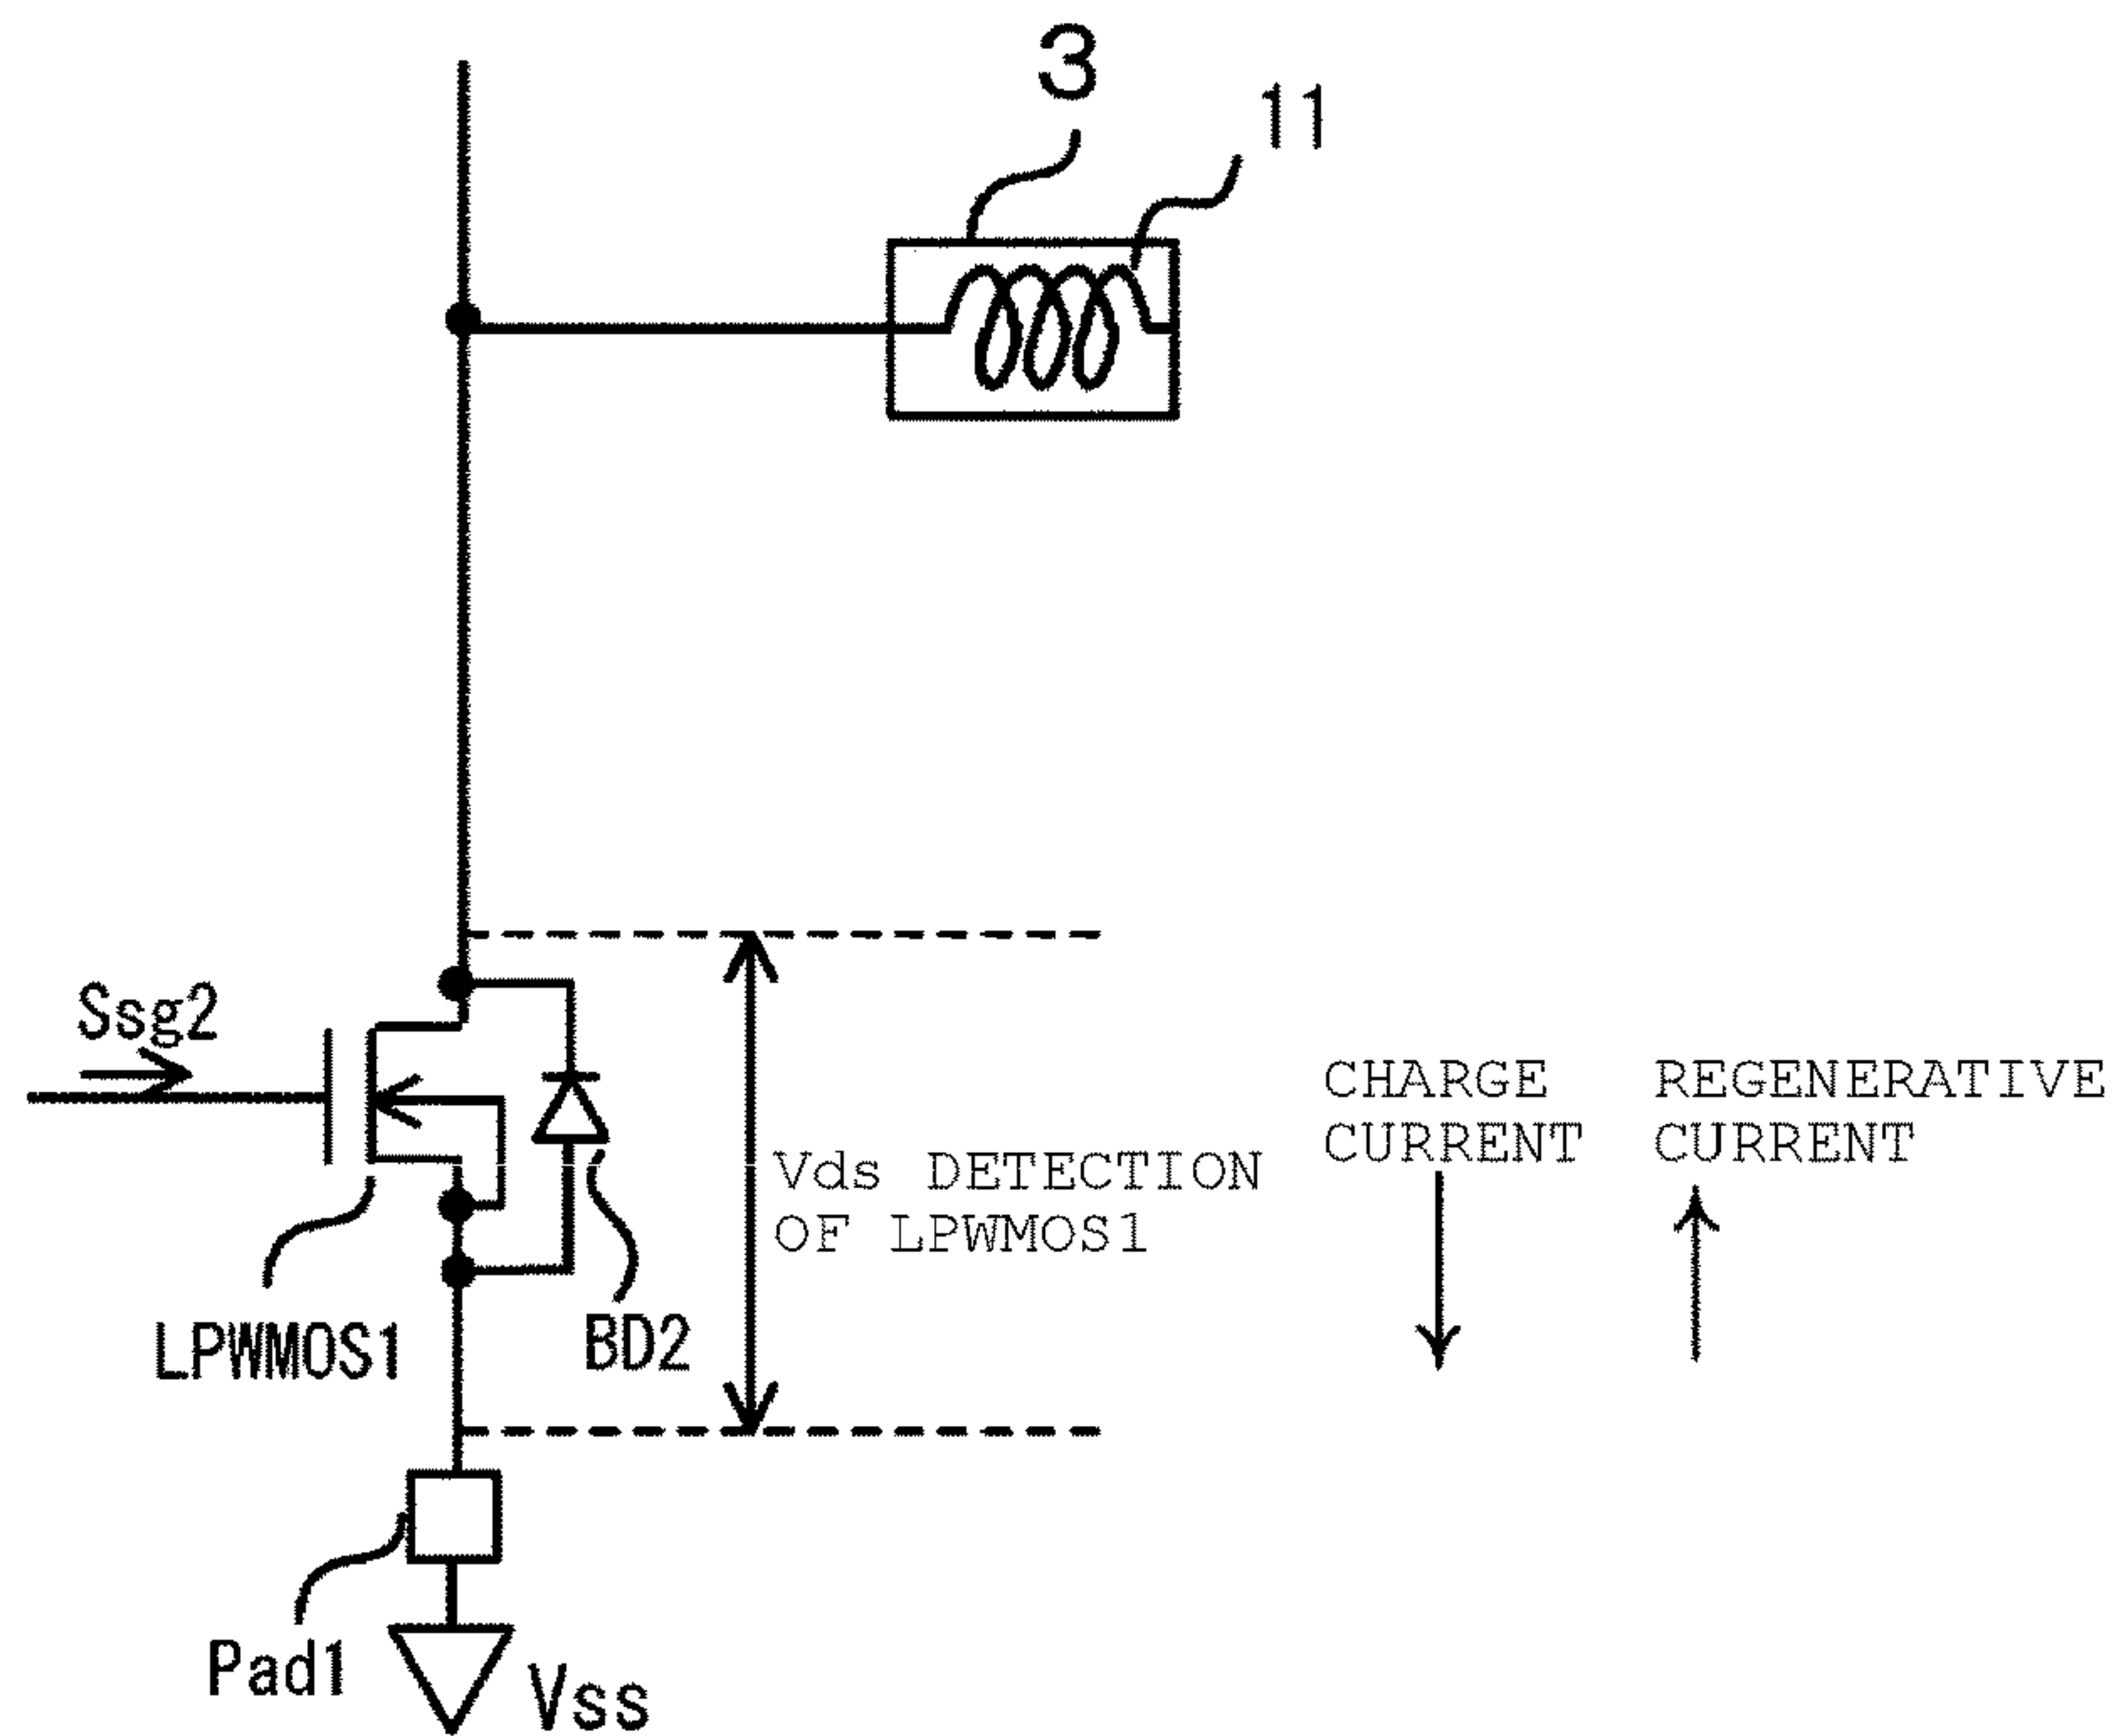 3
11
Ssg2
CHARGE
CURRENT
REGENERATIVE
CURRENT
Vds DETECTION
OF LPWMOS1
LPWMOS1
BD2
Pad1
Vss